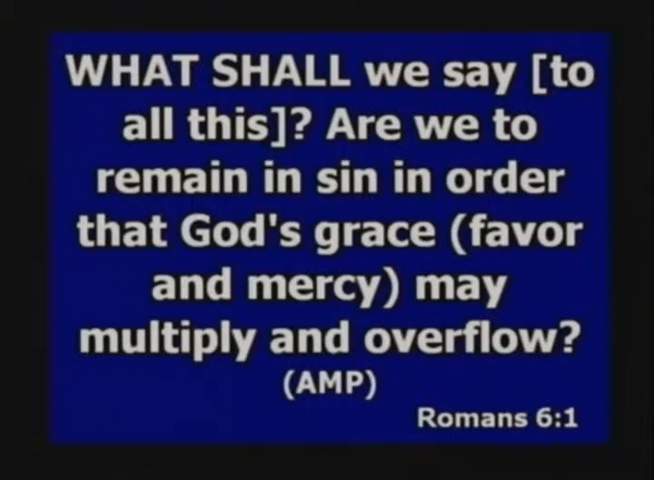 WHAT SHALL we say [to
all this]? Are we to
remain in sin in order
that God's grace (favor
and mercy) may
multiply and overflow?
(AMP)
Romans 6:1